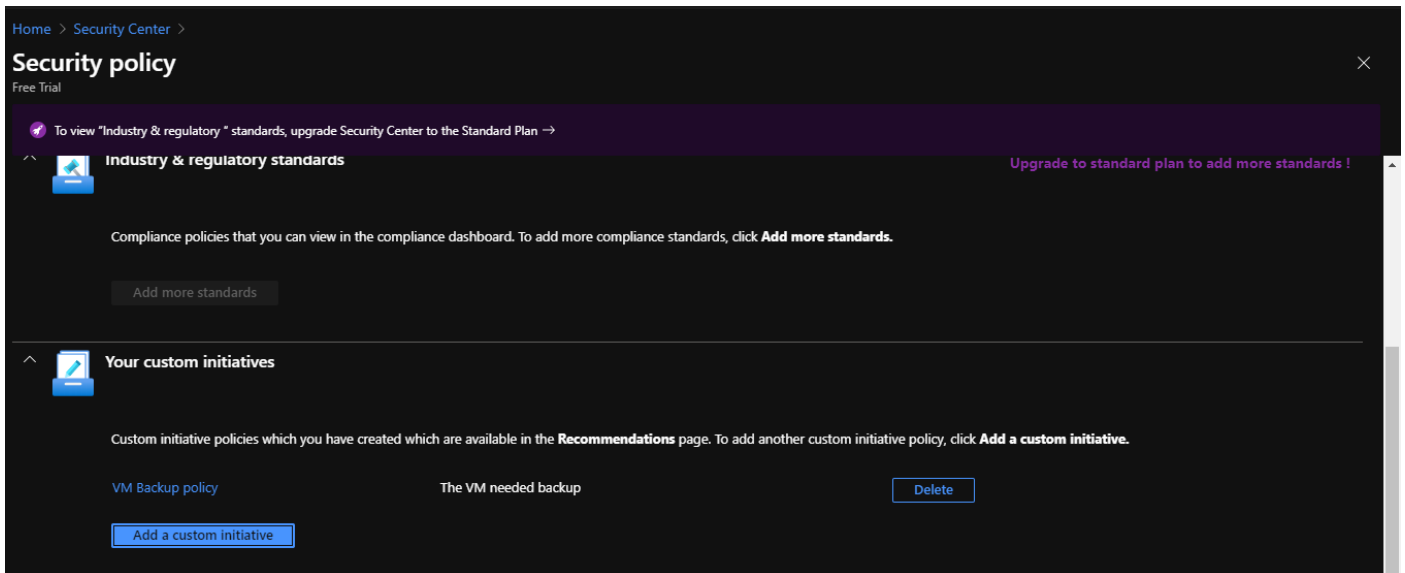 Home > Security Center >
Security policy
Free Trial
To view "Industry & regulatory " standards, upgrade Security Center to the Standard Plan →
Industry & regulatory standards
Upgrade to standard plan to add more standards !
Compliance policies that you can view in the compliance dashboard. To add more compliance standards, click Add more standards.
Add more standards
Your custom initiatives
Custom initiative policies which you have created which are available in the Recommendations page. To add another custom initiative policy, click Add a custom initiative.
VM Backup policy
The VM needed backup
Delete
Add a custom initiative